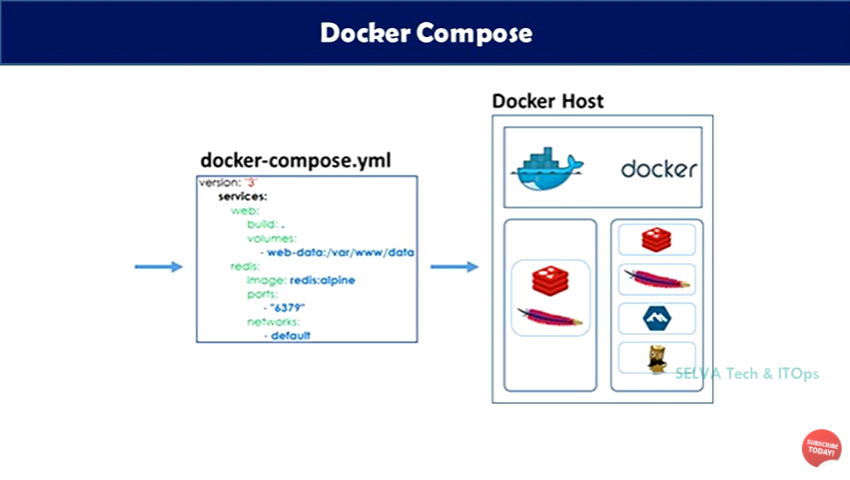 Docker Compose
Docker Host
docker-compose.yml
docker
version: "3"
services:
web:
build: .
volumes:
- web-data:/var/www/data
redis:
image: redis:alpine
ports:
- "6379"
networks:
- default
SELVA Tech & ITOps
SUBSCRIBE
TODAY!